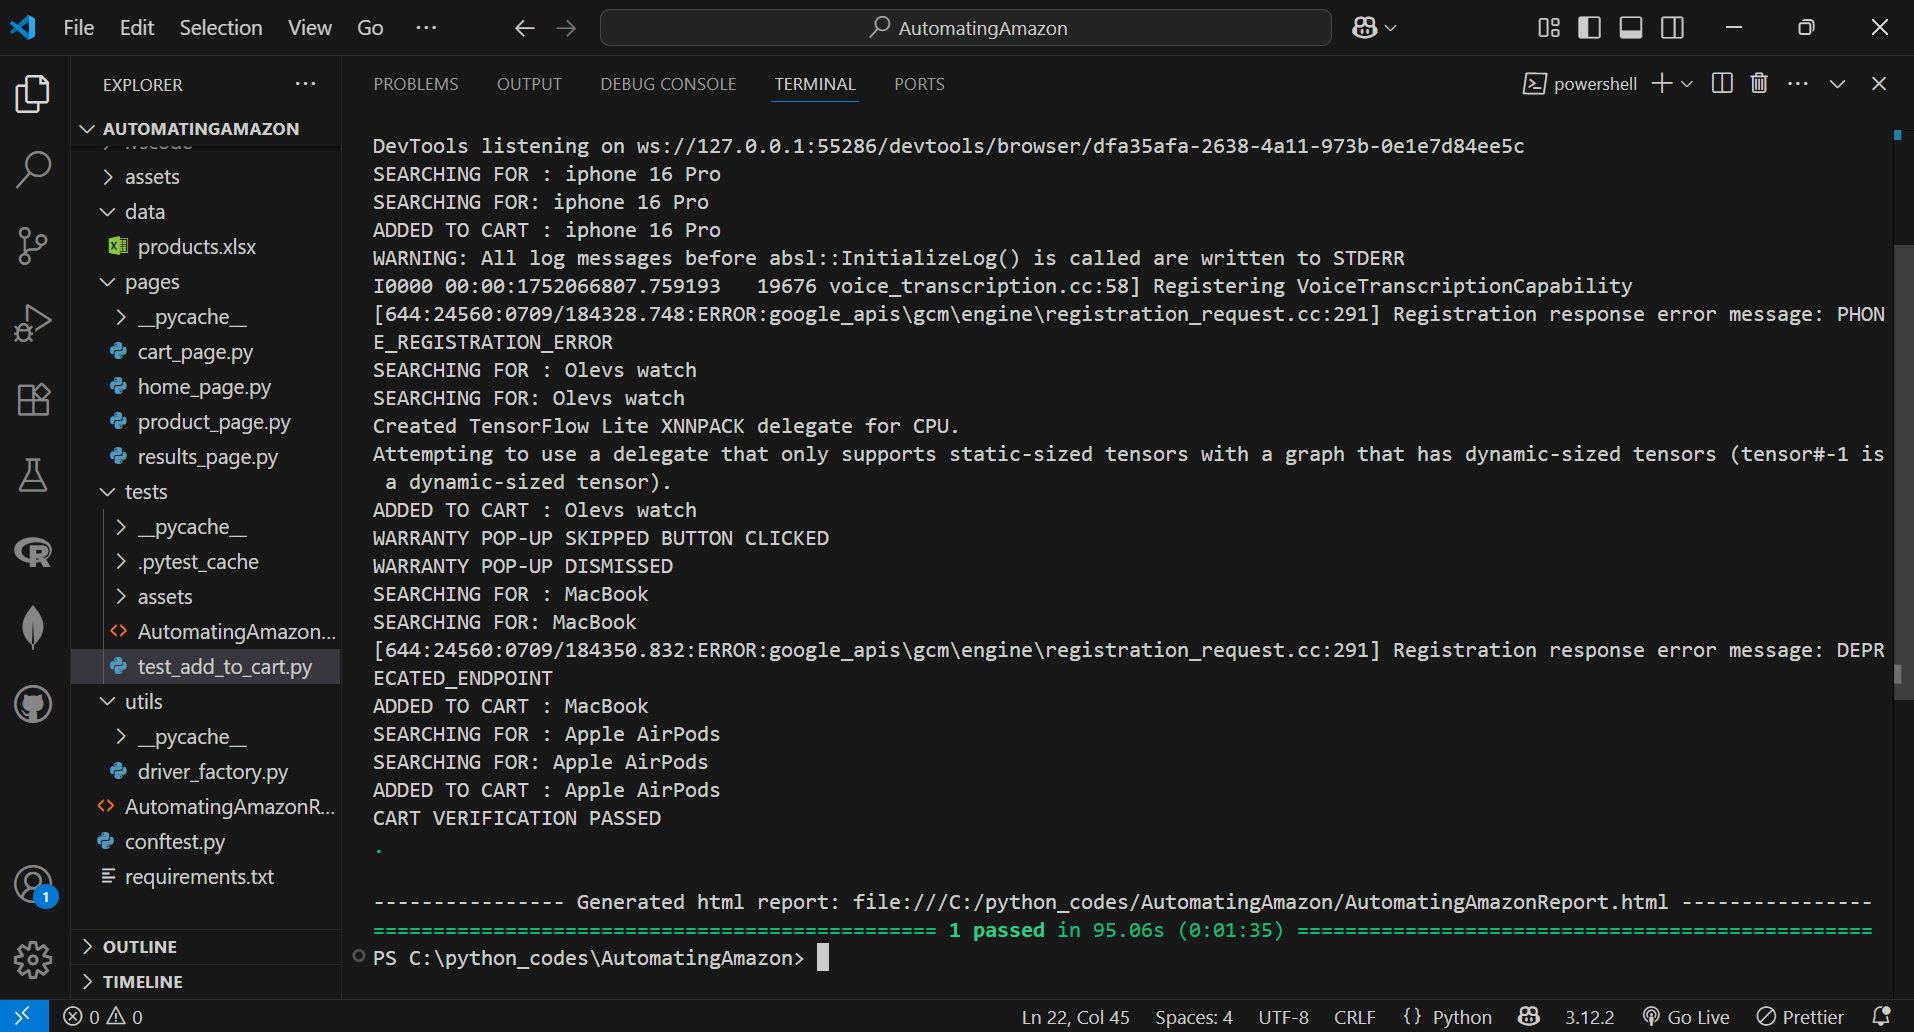 File Edit Selection View Go ···
AutomatingAmazon
EXPLORER ···
AUTOMATINGAMAZON
.vscode
assets
data
products.xlsx
pages
__pycache__
cart_page.py
home_page.py
product_page.py
results_page.py
tests
__pycache__
.pytest_cache
assets
AutomatingAmazon...
test_add_to_cart.py
utils
__pycache__
driver_factory.py
AutomatingAmazonR...
conftest.py
requirements.txt
OUTLINE
TIMELINE
1
PROBLEMS OUTPUT DEBUG CONSOLE TERMINAL PORTS
powershell
DevTools listening on ws://127.0.0.1:55286/devtools/browser/dfa35afa-2638-4a11-973b-0e1e7d84ee5c
SEARCHING FOR : iphone 16 Pro
SEARCHING FOR: iphone 16 Pro
ADDED TO CART : iphone 16 Pro
WARNING: All log messages before absl::InitializeLog() is called are written to STDERR
I0000 00:00:1752066807.759193   19676 voice_transcription.cc:58] Registering VoiceTranscriptionCapability
[644:24560:0709/184328.748:ERROR:google_apis\gcm\engine\registration_request.cc:291] Registration response error message: PHON
E_REGISTRATION_ERROR
SEARCHING FOR : Olevs watch
SEARCHING FOR: Olevs watch
Created TensorFlow Lite XNNPACK delegate for CPU.
Attempting to use a delegate that only supports static-sized tensors with a graph that has dynamic-sized tensors (tensor#-1 is
 a dynamic-sized tensor).
ADDED TO CART : Olevs watch
WARRANTY POP-UP SKIPPED BUTTON CLICKED
WARRANTY POP-UP DISMISSED
SEARCHING FOR : MacBook
SEARCHING FOR: MacBook
[644:24560:0709/184350.832:ERROR:google_apis\gcm\engine\registration_request.cc:291] Registration response error message: DEPR
ECATED_ENDPOINT
ADDED TO CART : MacBook
SEARCHING FOR : Apple AirPods
SEARCHING FOR: Apple AirPods
ADDED TO CART : Apple AirPods
CART VERIFICATION PASSED
.
---------------- Generated html report: file:///C:/python_codes/AutomatingAmazon/AutomatingAmazonReport.html ----------------
=============================================== 1 passed in 95.06s (0:01:35) ================================================
PS C:\python_codes\AutomatingAmazon>
0 0 Ln 22, Col 45 Spaces: 4 UTF-8 CRLF {} Python 3.12.2 Go Live Prettier